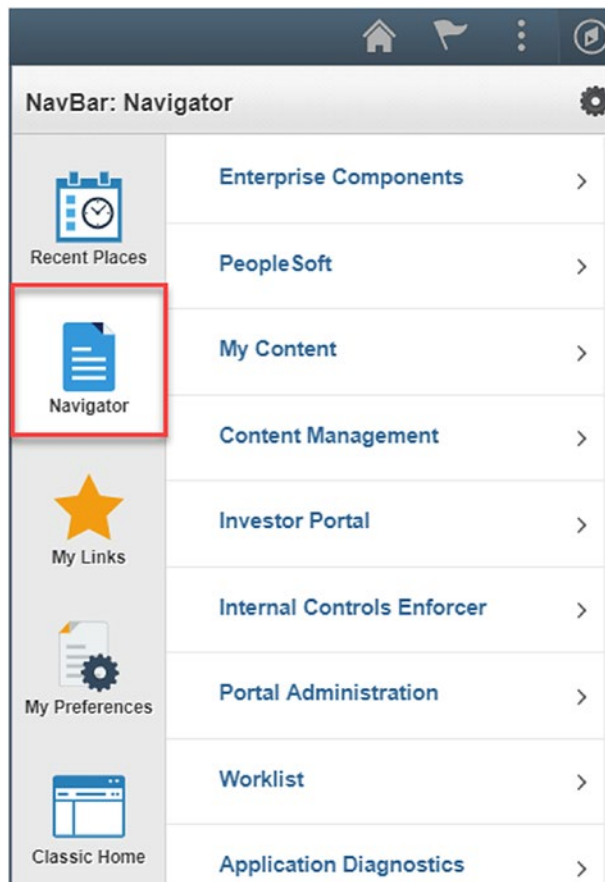 NavBar: Navigator
Recent Places
Navigator
My Links
My Preferences
Classic Home
Enterprise Components
PeopleSoft
My Content
Content Management
Investor Portal
Internal Controls Enforcer
Portal Administration
Worklist
Application Diagnostics